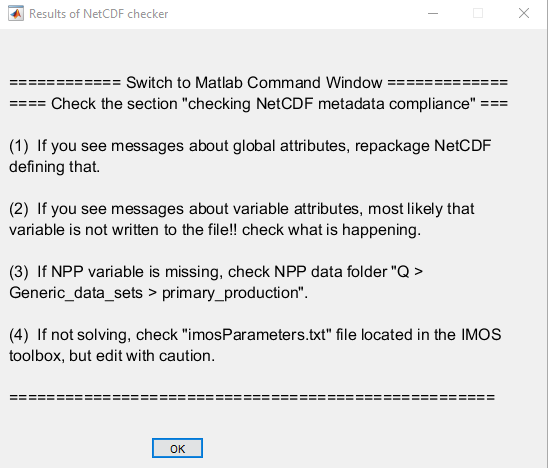 Results of NetCDF checker
============ Switch to Matlab Command Window =============
==== Check the section "checking NetCDF metadata compliance" ===
(1)  If you see messages about global attributes, repackage NetCDF
defining that.
(2)  If you see messages about variable attributes, most likely that
variable is not written to the file!! check what is happening.
(3)  If NPP variable is missing, check NPP data folder "Q >
Generic_data_sets > primary_production".
(4)  If not solving, check "imosParameters.txt" file located in the IMOS
toolbox, but edit with caution.
====================================================
OK